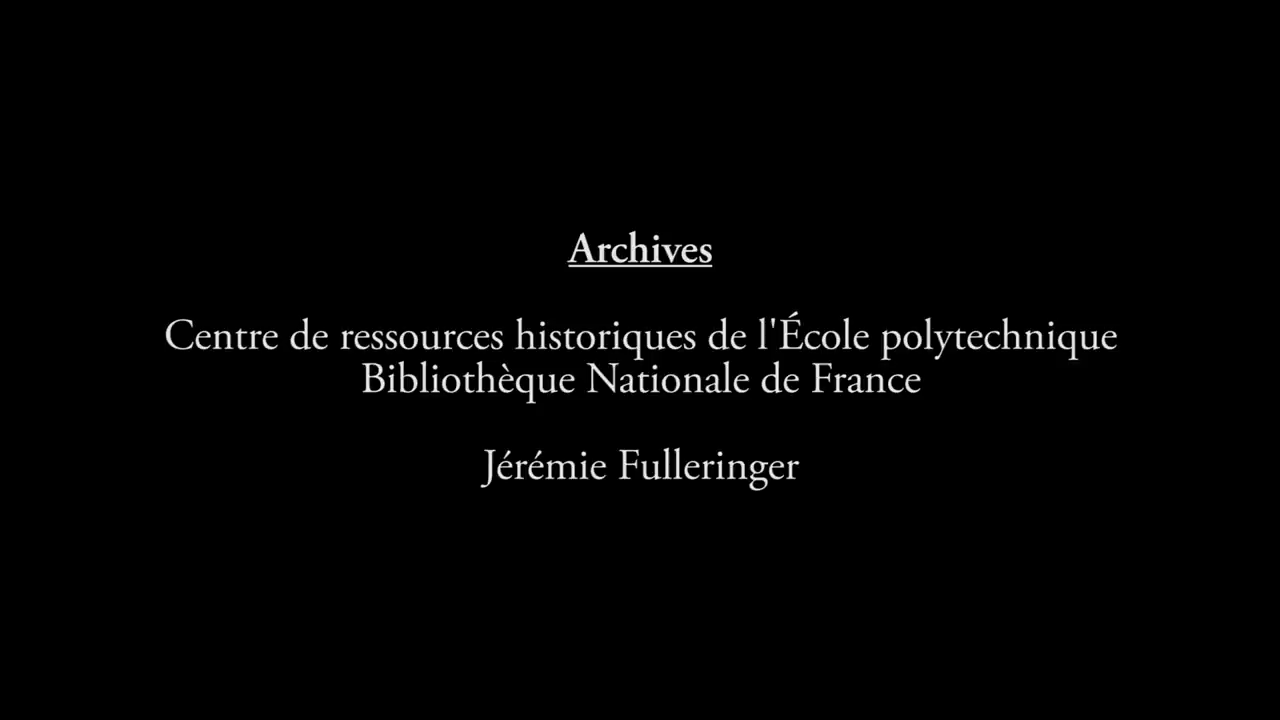 Archives
Centre de ressources historiques de l'École polytechnique
Bibliothèque Nationale de France
Jérémie Fulleringer